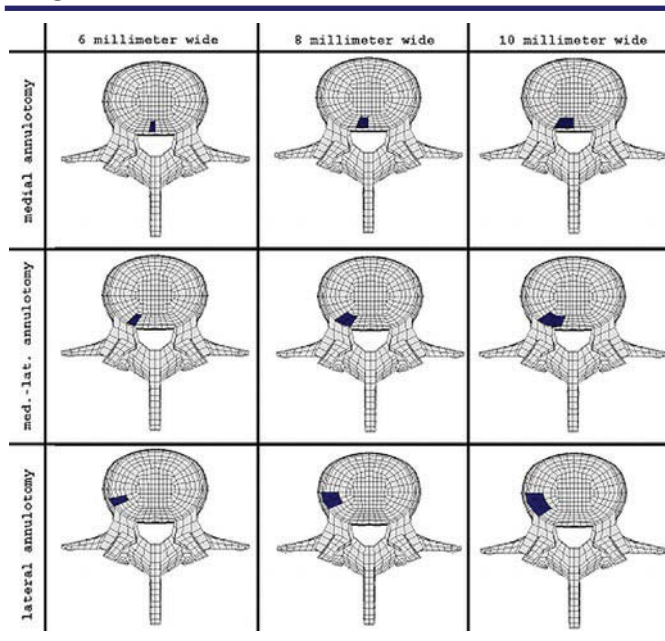 6 millimeter wide
8 millimeter wide
10 millimeter wide
medial annulotomy
med.-lat. annulotomy
lateral annulotomy